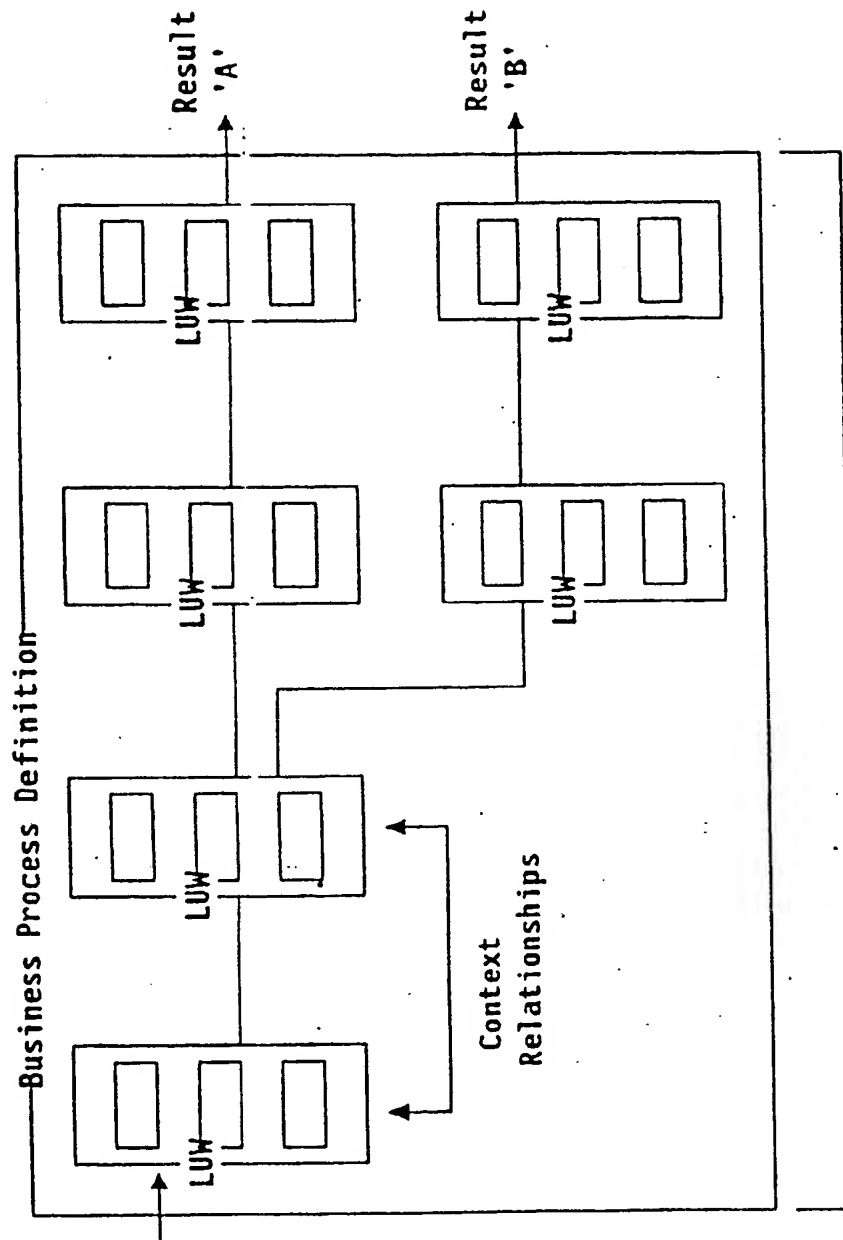 Business Process Definition
LUW
LUW
LUW
LUW
Result
'A'
Context
Relationships
LUW
LUW
Result
'B'